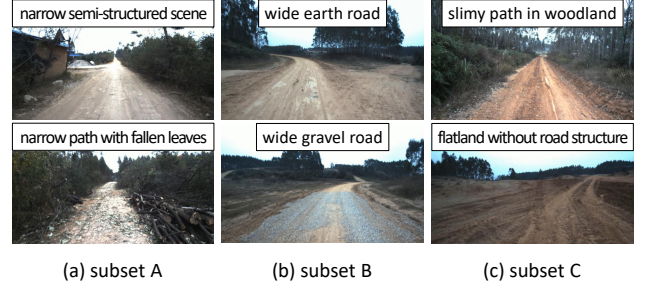 narrow semi-structured scene
wide earth road
slimy path in woodland
narrow path with fallen leaves
wide gravel road
flatland without road structure
(a) subset A
(b) subset B
(c) subset C